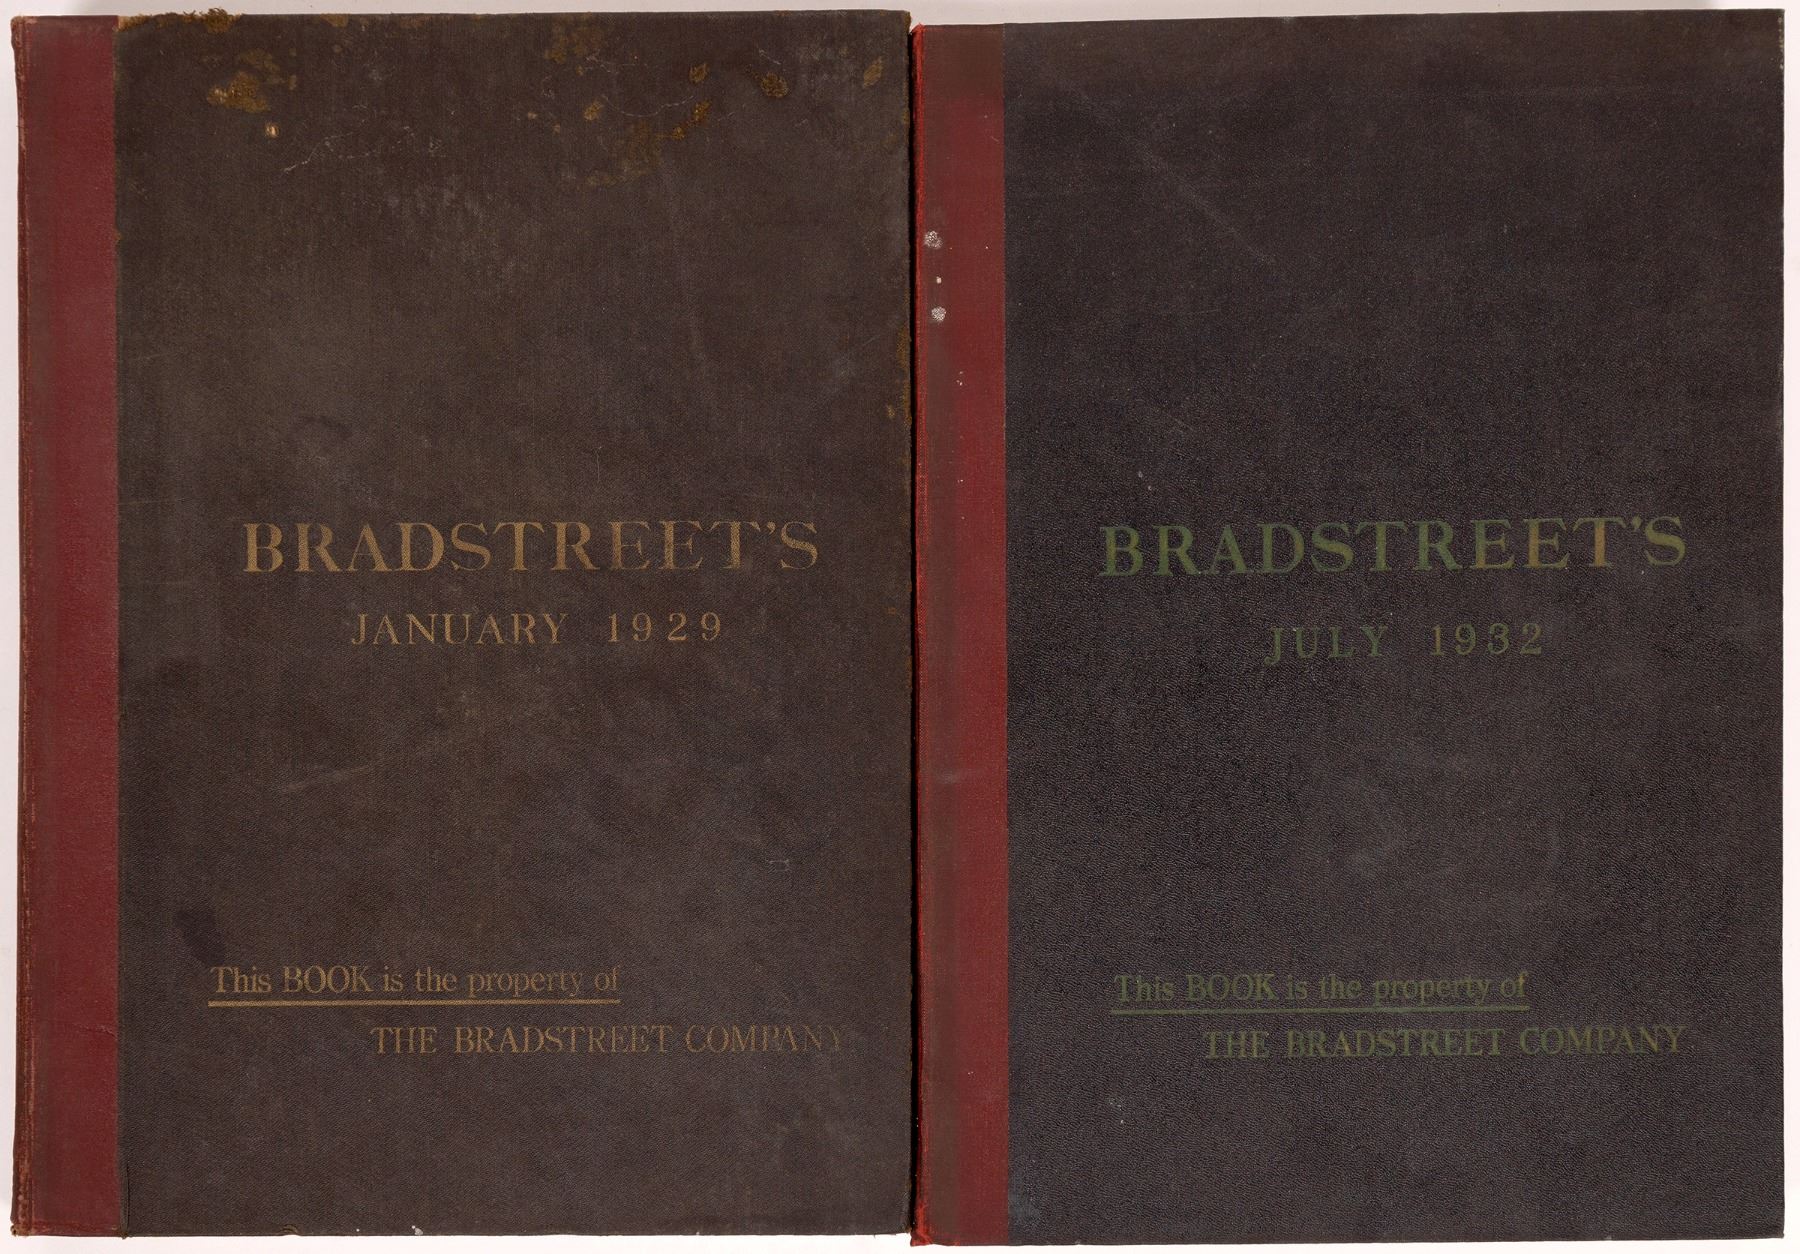 BRADSTREET'S
JANUARY 1929
This BOOK is the property of
THE BRADSTREET COMPANY
BRADSTREET'S
JULY 1932
This BOOK is the property of
THE BRADSTREET COMPANY